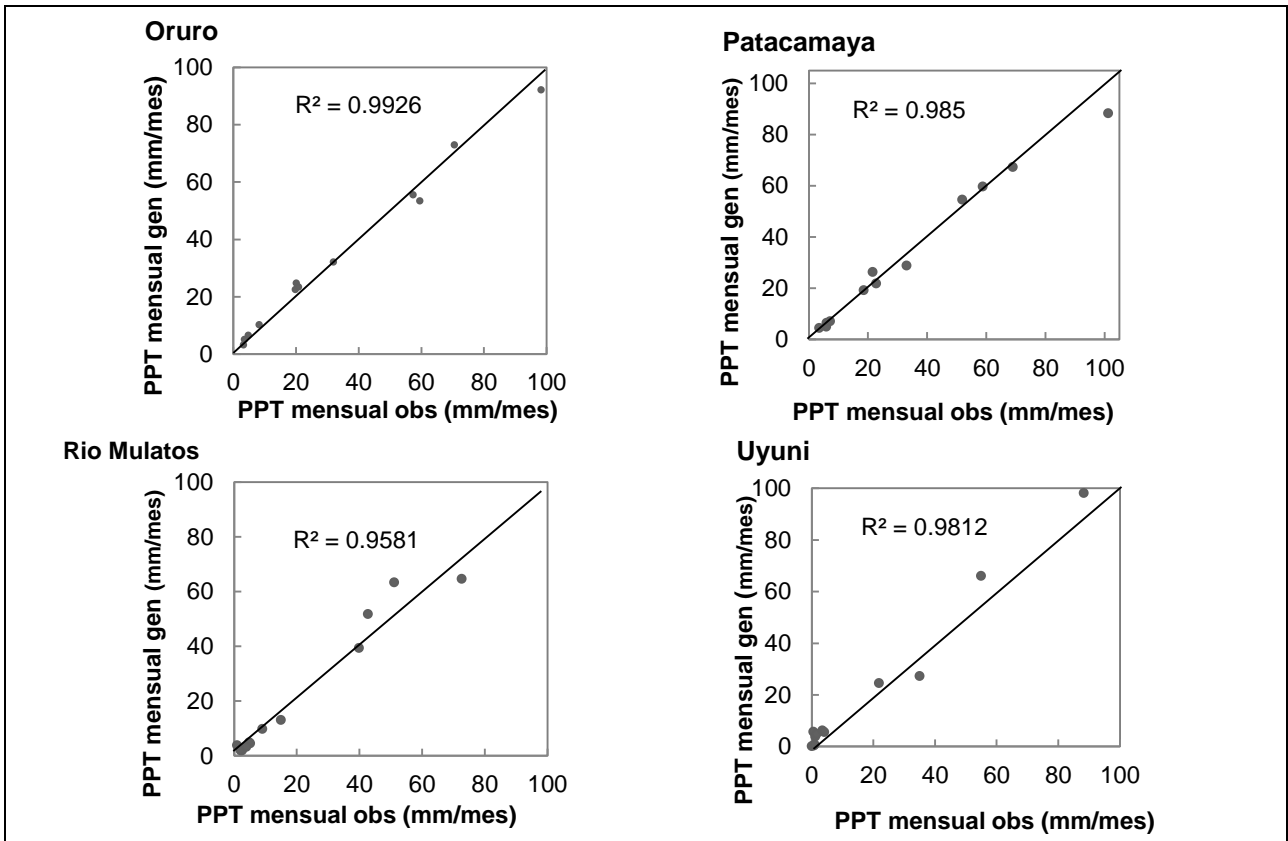 Oruro
PPT mensual gen (mm/mes)
100
80
60
40
20
0
R² = 0.9926
0 20 40 60 80 100
PPT mensual obs (mm/mes)
Patacamaya
PPT mensual gen (mm/mes)
100
80
60
40
20
0
R² = 0.985
0 20 40 60 80 100
PPT mensual obs (mm/mes)
Rio Mulatos
PPT mensual gen (mm/mes)
100
80
60
40
20
0
R² = 0.9581
0 20 40 60 80 100
PPT mensual obs (mm/mes)
Uyuni
PPT mensual gen (mm/mes)
100
80
60
40
20
0
R² = 0.9812
0 20 40 60 80 100
PPT mensual obs (mm/mes)